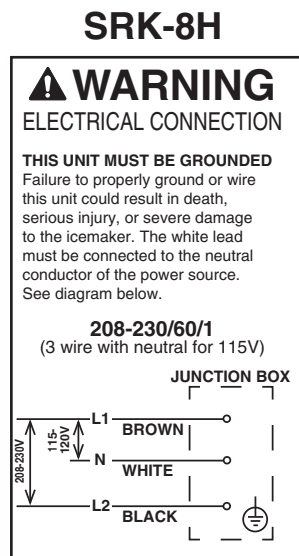 SRK-8H
WARNING
ELECTRICAL CONNECTION
THIS UNIT MUST BE GROUNDED
Failure to properly ground or wire
this unit could result in death,
serious injury, or severe damage
to the icemaker. The white lead
must be connected to the neutral
conductor of the power source.
See diagram below.
208-230/60/1
(3 wire with neutral for 115V)
JUNCTION BOX
L1
BROWN
115-
120V
208-230V
N
WHITE
L2
BLACK